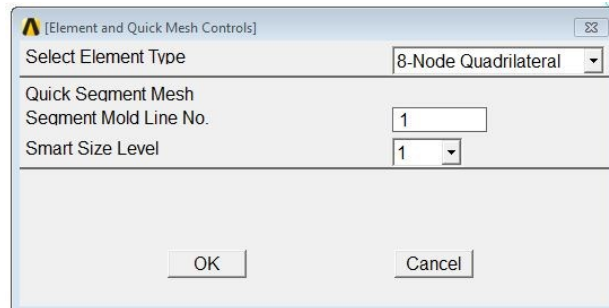 [Element and Quick Mesh Controls]
Select Element Type 8-Node Quadrilateral
Quick Segment Mesh
Segment Mold Line No. 1
Smart Size Level 1
OK Cancel